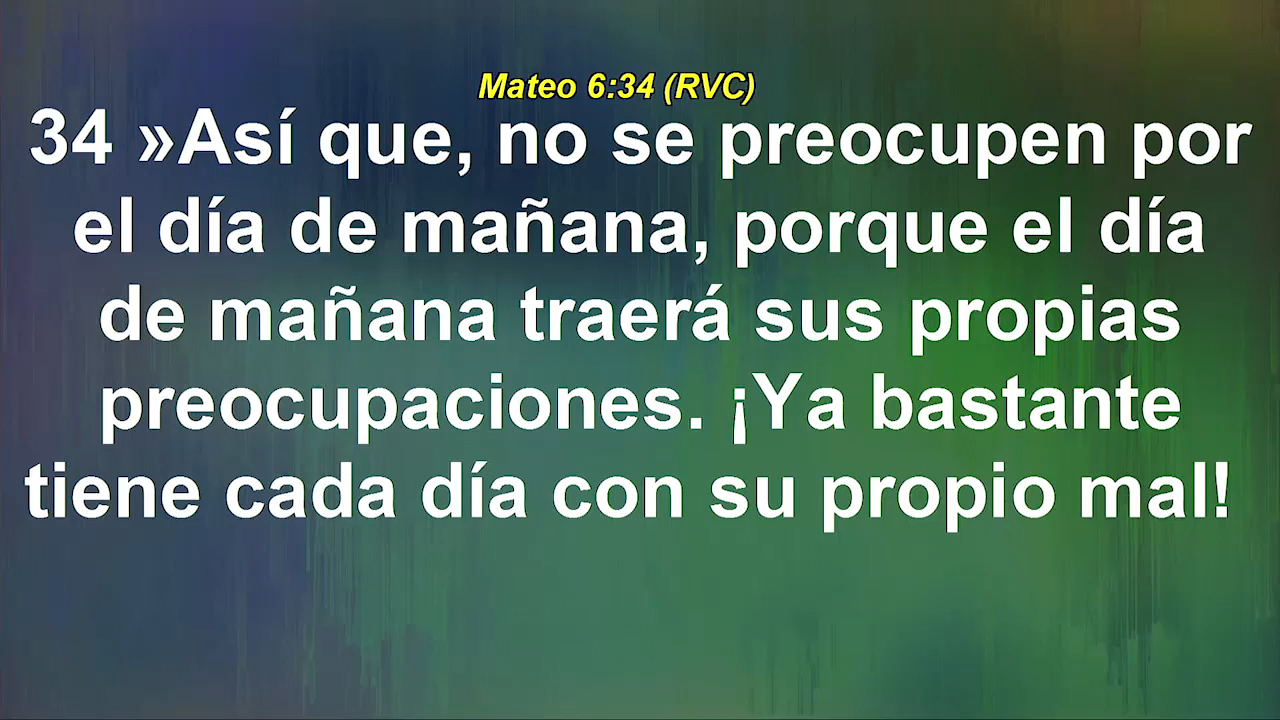 Mateo 6:34 (RVC)
34 »Así que, no se preocupen por
el día de mañana, porque el día
de mañana traerá sus propias
preocupaciones. ¡Ya bastante
tiene cada día con su propio mal!